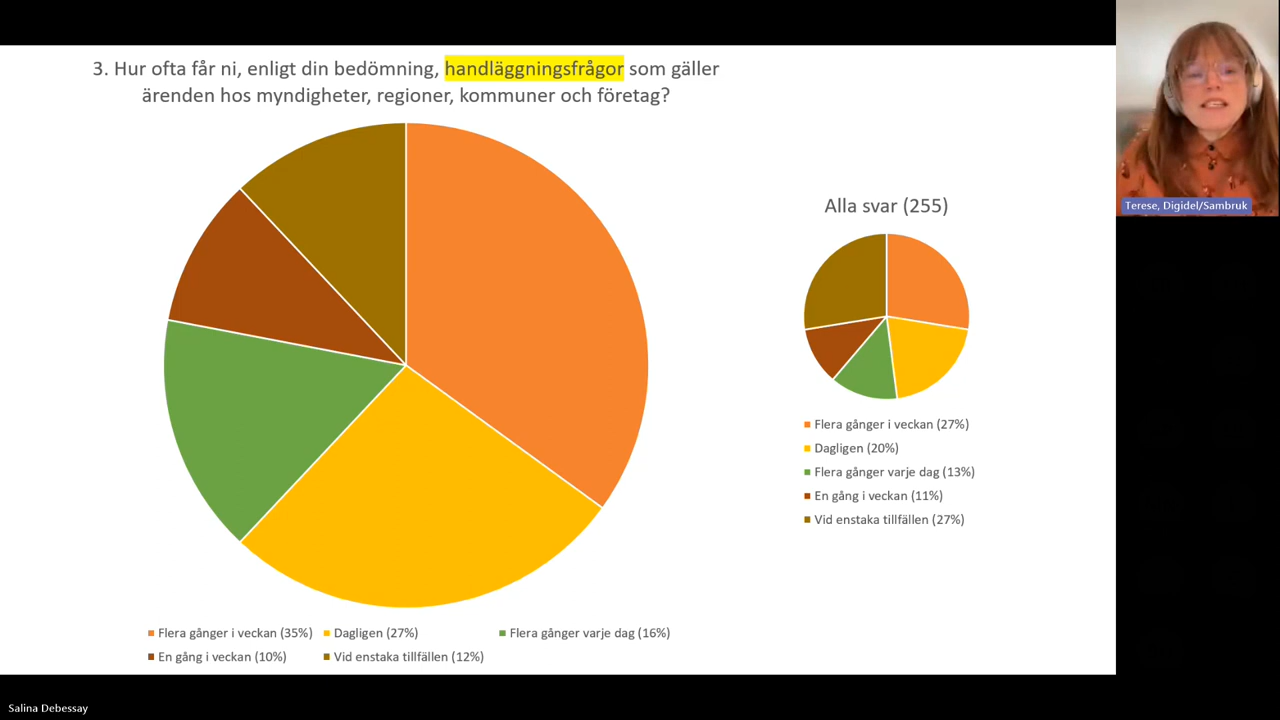 3. Hur ofta får ni, enligt din bedömning, handläggningsfrågor som gäller
ärenden hos myndigheter, regioner, kommuner och företag?
Flera gånger i veckan (35%) Dagligen (27%) Flera gånger varje dag (16%)
En gång i veckan (10%) Vid enstaka tillfällen (12%)
Alla svar (255)
Flera gånger i veckan (27%)
Dagligen (20%)
Flera gånger varje dag (13%)
En gång i veckan (11%)
Vid enstaka tillfällen (27%)
Terese, Digidel/Sambruk
Salina Debessay